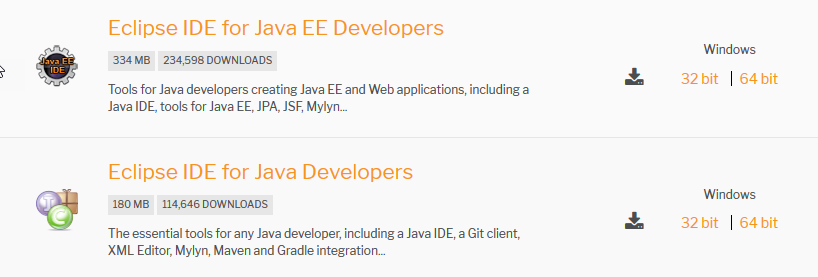 Eclipse IDE for Java EE Developers
334 MB 234,598 DOWNLOADS
Java EE
IDE
Tools for Java developers creating Java EE and Web applications, including a
Java IDE, tools for Java EE, JPA, JSF, Mylyn...
Windows
32 bit | 64 bit
Eclipse IDE for Java Developers
180 MB 114,646 DOWNLOADS
J
C
The essential tools for any Java developer, including a Java IDE, a Git client,
XML Editor, Mylyn, Maven and Gradle integration...
Windows
32 bit | 64 bit